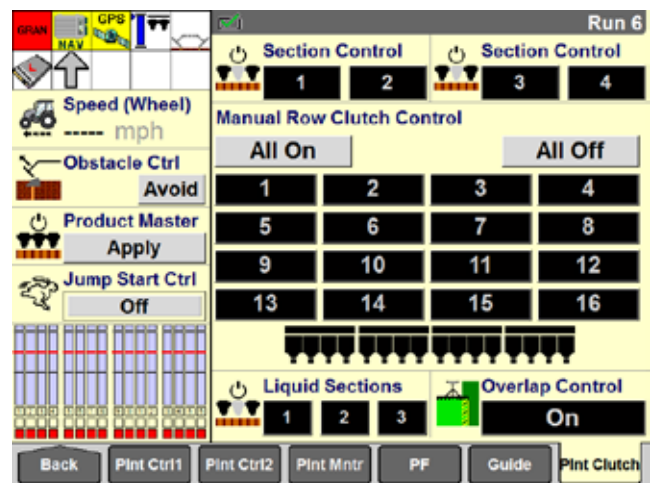 GRAN
NAV
GPS
Run 6
Speed (Wheel)
----- mph
Obstacle Ctrl
Avoid
Product Master
Apply
Jump Start Ctrl
Off
Section Control
1 2
Section Control
3 4
Manual Row Clutch Control
All On All Off
1 2 3 4
5 6 7 8
9 10 11 12
13 14 15 16
Liquid Sections
1 2 3
Overlap Control
On
Back Plnt Ctrl1 Plnt Ctrl2 Plnt Mntr PF Guide Plnt Clutch